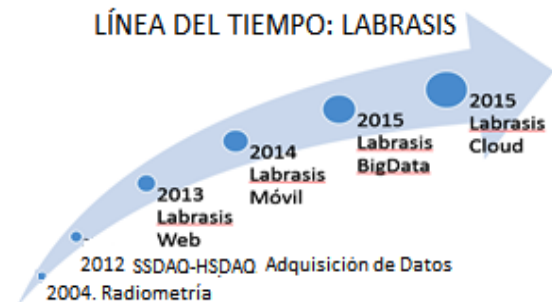 LÍNEA DEL TIEMPO: LABRASIS
2015
Labrasis
Cloud
2015
Labrasis
BigData
2014
Labrasis
Móvil
2013
Labrasis
Web
2012 SSDAQ-HSDAQ Adquisición de Datos
2004. Radiometría